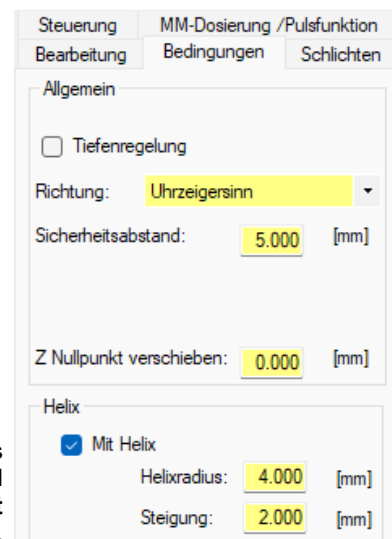 Steuerung MM-Dosierung /Pulsfunktion
Bearbeitung Bedingungen Schlichten
Allgemein
Tiefenregelung
Richtung: Uhrzeigersinn
Sicherheitsabstand: 5.000 [mm]
Z Nullpunkt verschieben: 0.000 [mm]
Helix
Mit Helix
Helixradius: 4.000 [mm]
Steigung: 2.000 [mm]